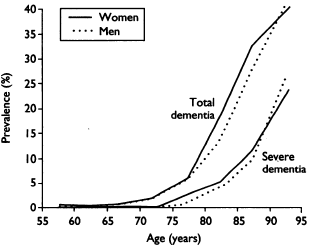 Women
Men
Prevalence (%)
40
35
30
25
20
15
10
5
0
Total
dementia
Severe
dementia
55 60 65 70 75 80 85 90 95
Age (years)